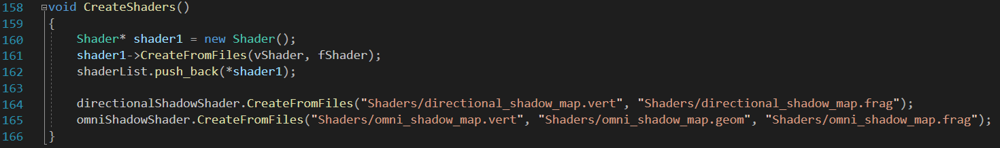 158 void CreateShaders()
159 {
160 Shader* shader1 = new Shader();
161 shader1->CreateFromFiles(vShader, fShader);
162 shaderList.push_back(*shader1);
163
164 directionalShadowShader.CreateFromFiles("Shaders/directional_shadow_map.vert", "Shaders/directional_shadow_map.frag");
165 omniShadowShader.CreateFromFiles("Shaders/omni_shadow_map.vert", "Shaders/omni_shadow_map.geom", "Shaders/omni_shadow_map.frag");
166 }